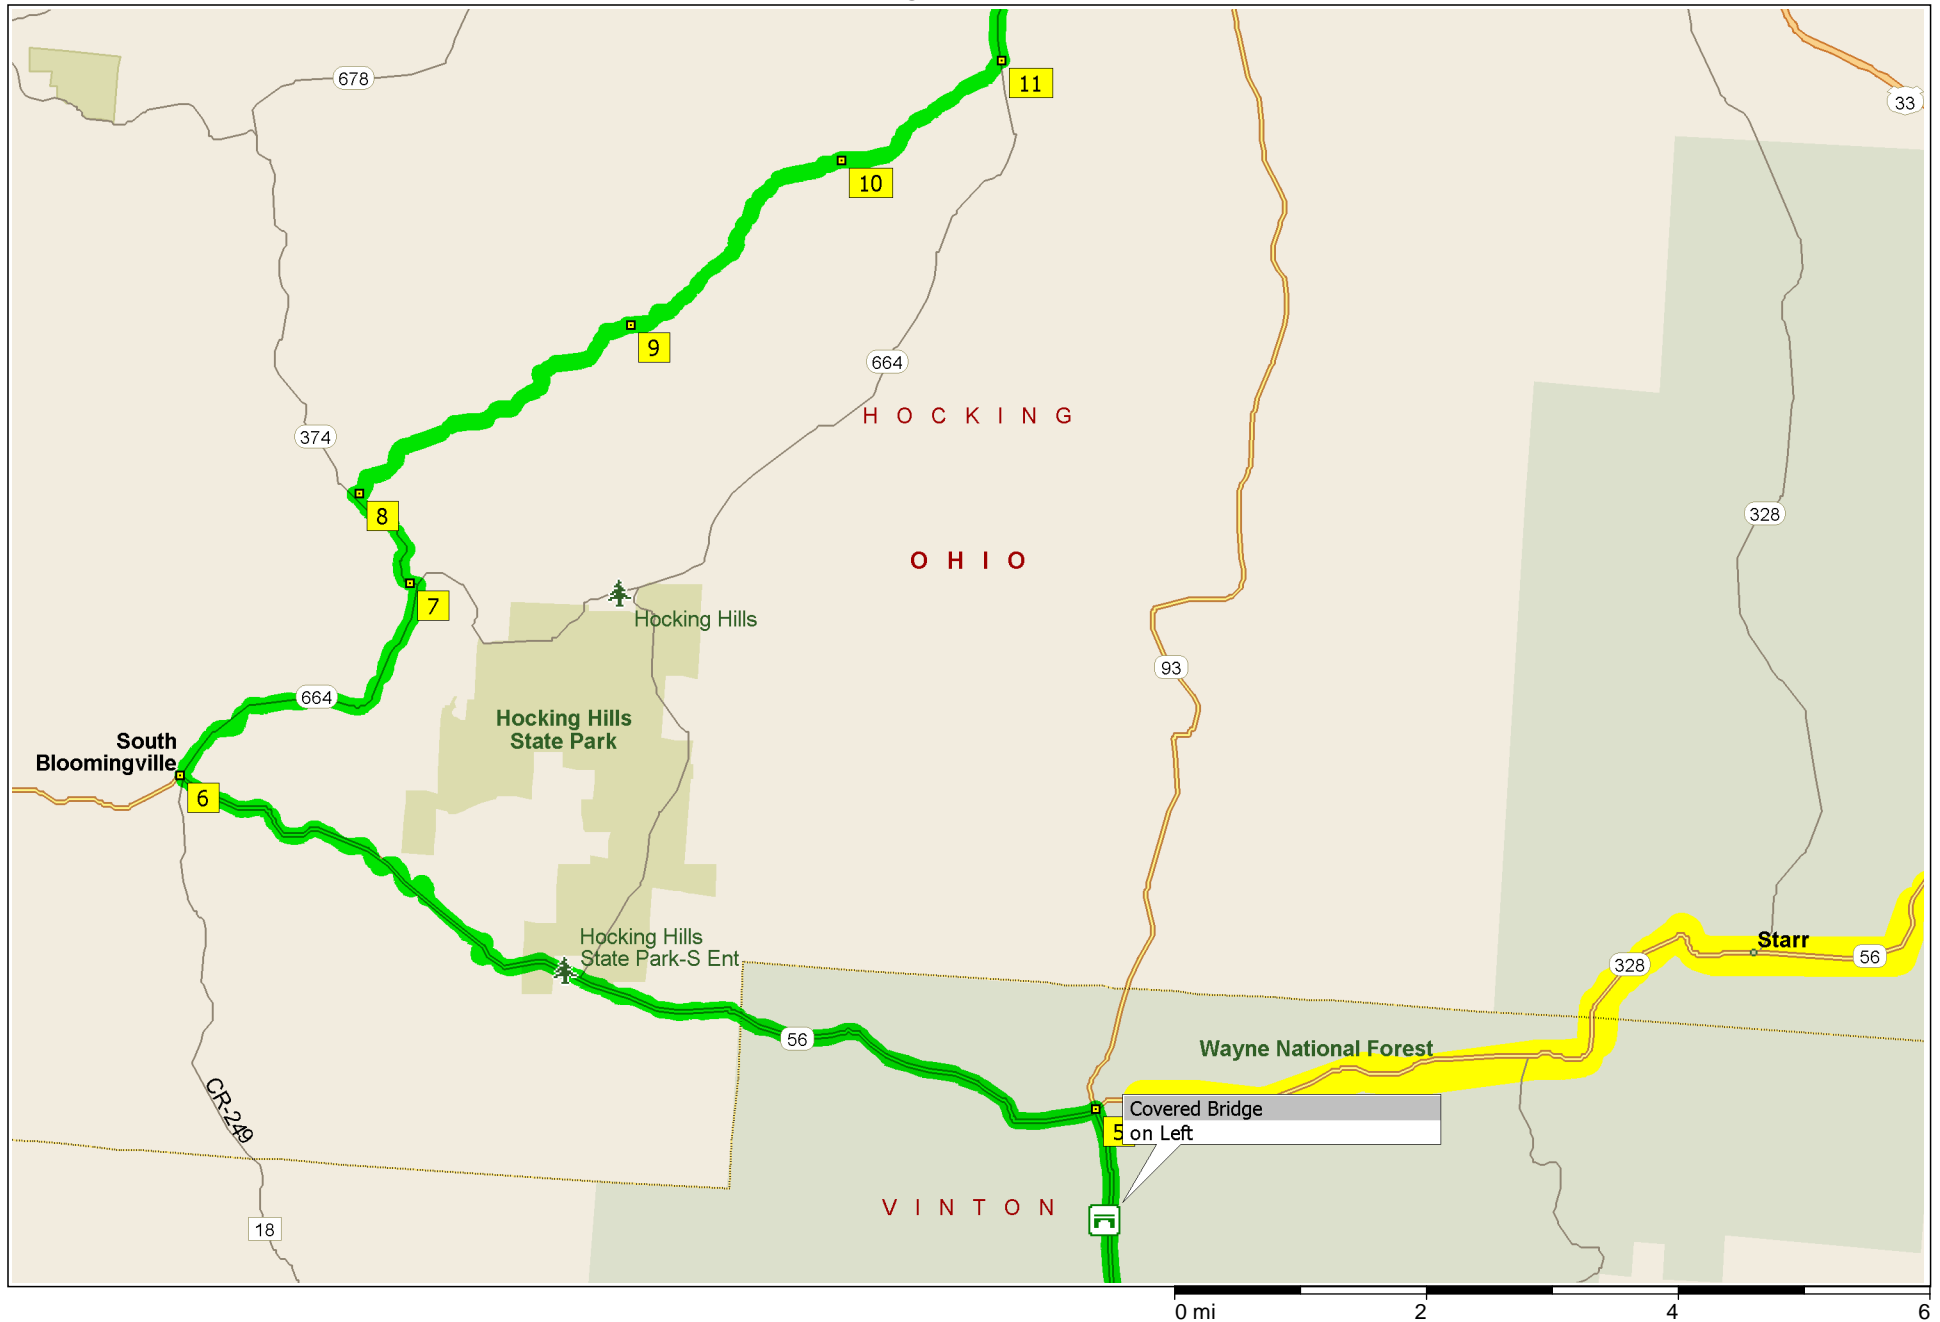 678
33
11
10
9
664
HOCKING
374
8
328
OHIO
7
Hocking Hills
93
664
Hocking Hills
State Park
South
Bloomingville
6
Hocking Hills
State Park-S Ent
Starr
56
328
56
Wayne National Forest
CR-249
5
Covered Bridge
on Left
VINTON
18
0 mi
2
4
6